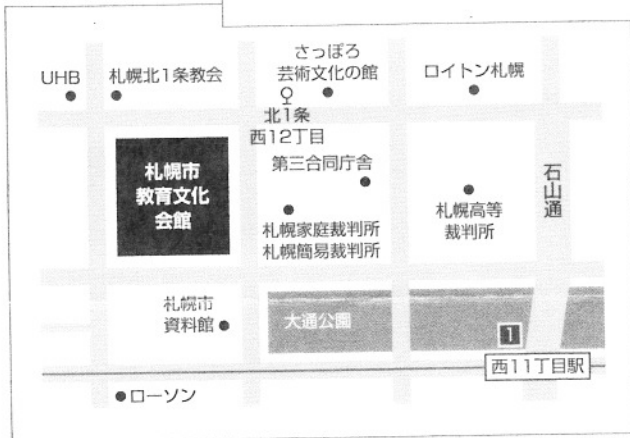 さっぽろ
芸術文化の館
UHB
札幌北1条教会
ロイトン札幌
北1条
西12丁目
札幌市
教育文化
会館
第三合同庁舎
石山通
札幌高等
裁判所
札幌家庭裁判所
札幌簡易裁判所
札幌市
資料館
大通公園
1
西11丁目駅
ローソン